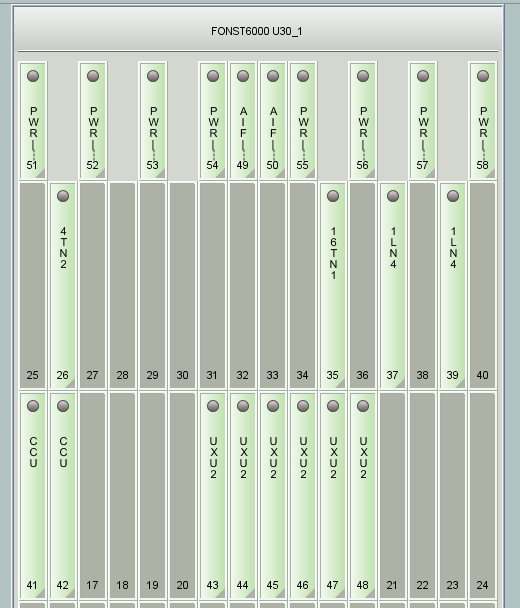 FONST6000 U30_1
PWR PWR PWR PWR AIF AIF PWR PWR PWR PWR
51 52 53 54 49 50 55 56 57 58
4TN2 16TN1 1LN4 1LN4
25 26 27 28 29 30 31 32 33 34 35 36 37 38 39 40
CCU CCU UXU2 UXU2 UXU2 UXU2 UXU2 UXU2
41 42 17 18 19 20 43 44 45 46 47 48 21 22 23 24